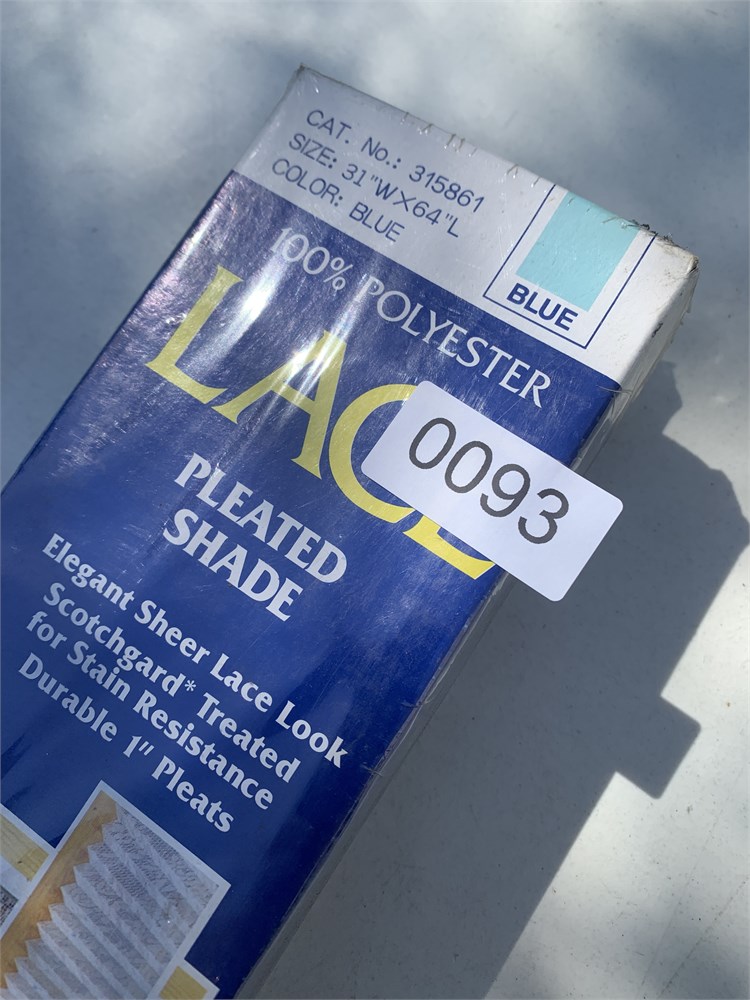 CAT. No.: 315861
SIZE: 31"W×64"L
COLOR: BLUE
BLUE
100% POLYESTER
LACE
0093
PLEATED
SHADE
Elegant Sheer Lace Look
Scotchgard* Treated
for Stain Resistance
Durable 1" Pleats